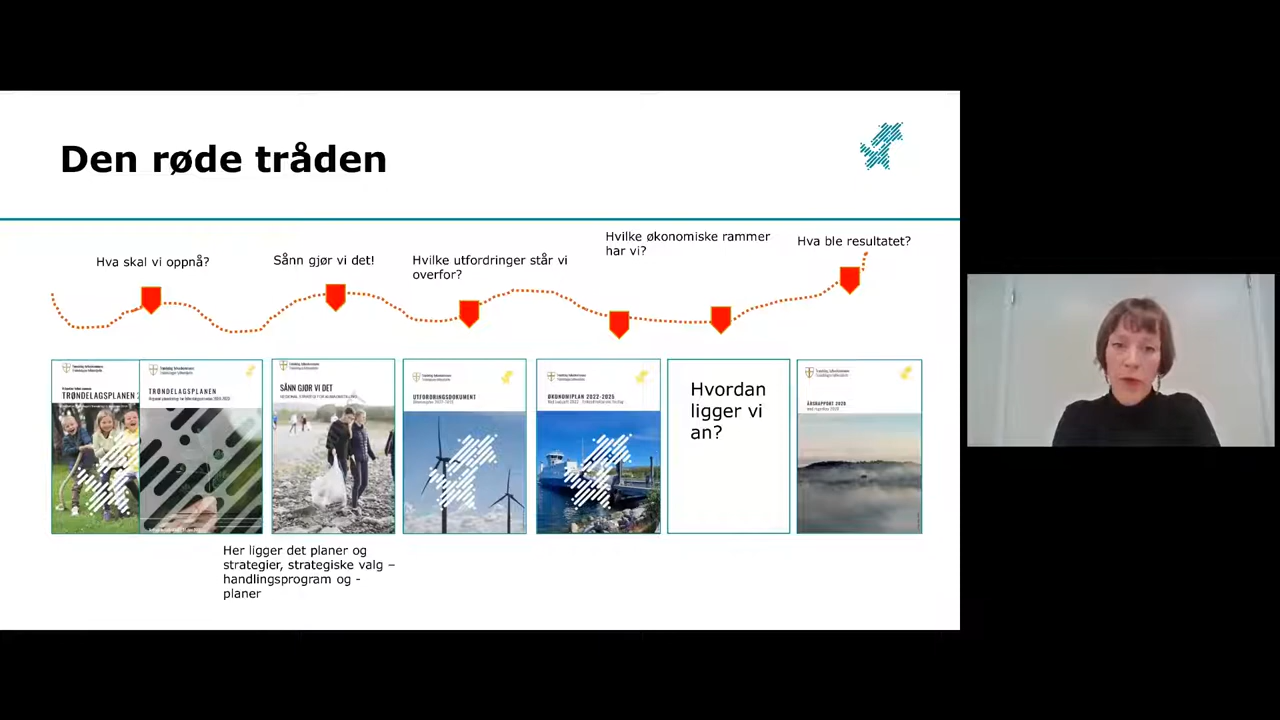 Den røde tråden
Hva skal vi oppnå?
Sånn gjør vi det!
Hvilke utfordringer står vi
overfor?
Hvilke økonomiske rammer
har vi?
Hva ble resultatet?
TRØNDELAGSPLANEN
TRØNDELAGSPLANEN
SÅNN GJØR VI DET
UTFORDRINGSDOKUMENT
ØKONOMIPLAN 2022-2025
Hvordan
ligger vi
an?
ÅRSRAPPORT 2020
Her ligger det planer og
strategier, strategiske valg –
handlingsprogram og -
planer